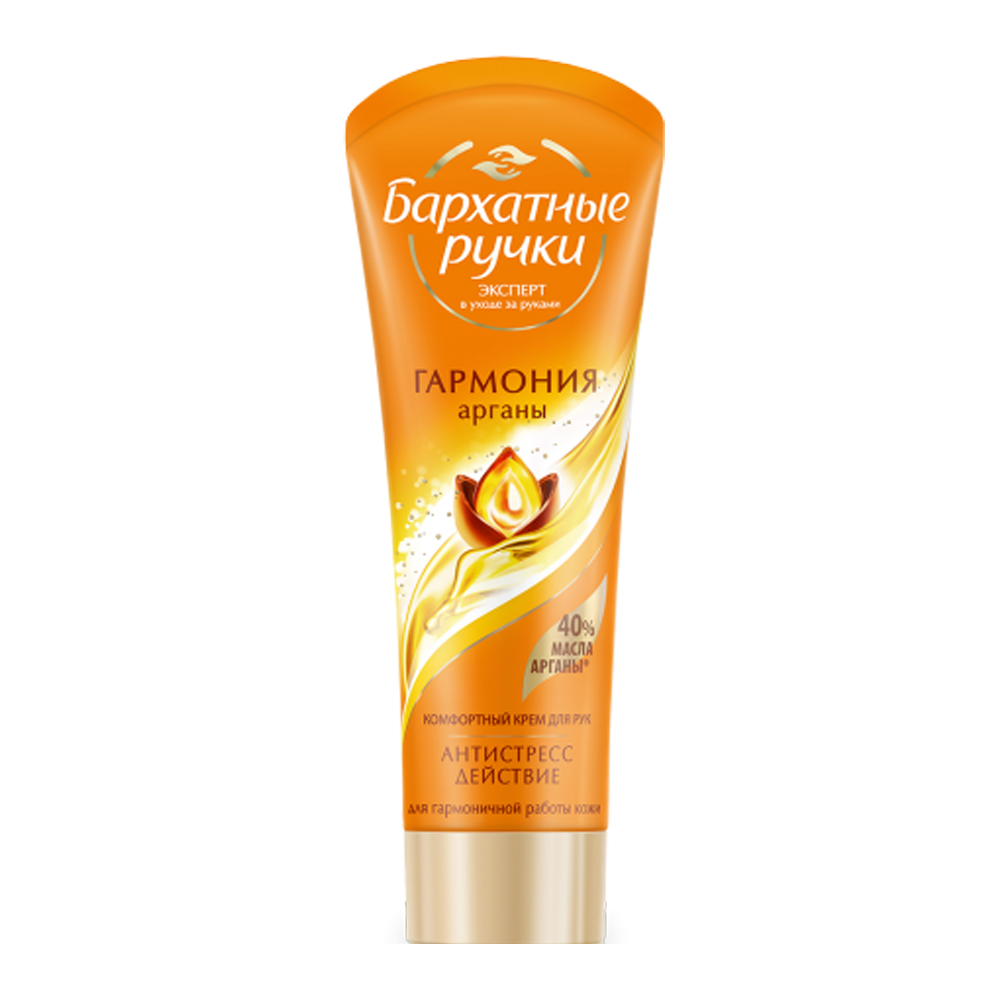 Бархатные
ручки
ЭКСПЕРТ
в уходе за руками
ГАРМОНИЯ
арганы
40%
МАСЛА
АРГАНЫ*
КОМФОРТНЫЙ КРЕМ ДЛЯ РУК
АНТИСТРЕСС
ДЕЙСТВИЕ
для гармоничной работы кожи